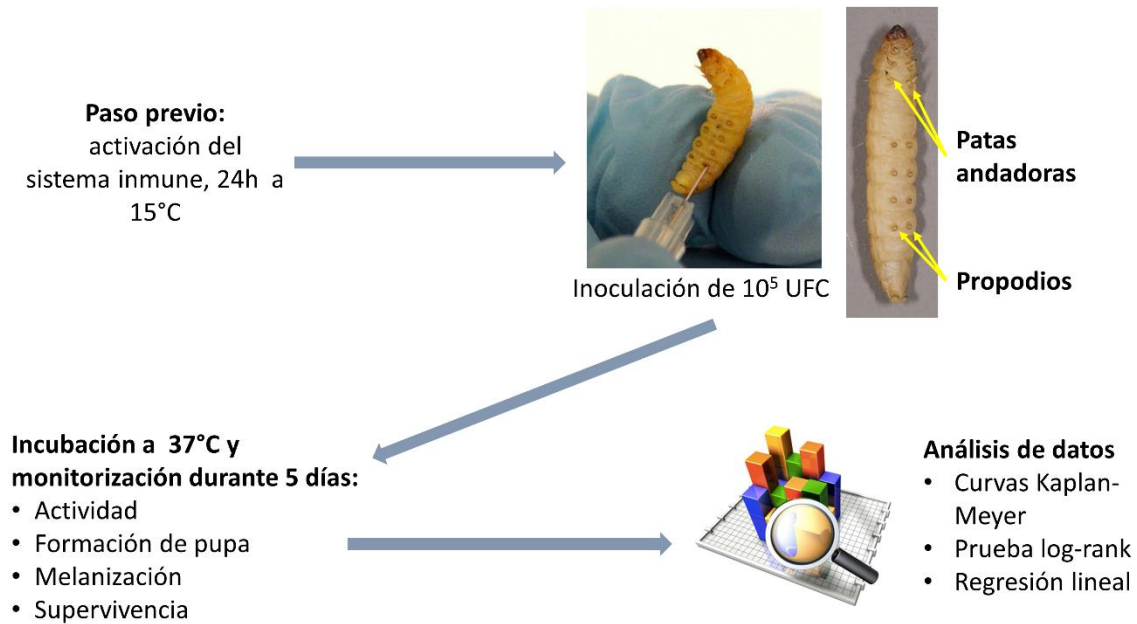 Paso previo:
activación del
sistema inmune, 24h a
15°C
Inoculación de 10⁵ UFC
Patas
andadoras
Propodios
Incubación a 37°C y
monitorización durante 5 días:
• Actividad
• Formación de pupa
• Melanización
• Supervivencia
Análisis de datos
• Curvas Kaplan-
Meyer
• Prueba log-rank
• Regresión lineal